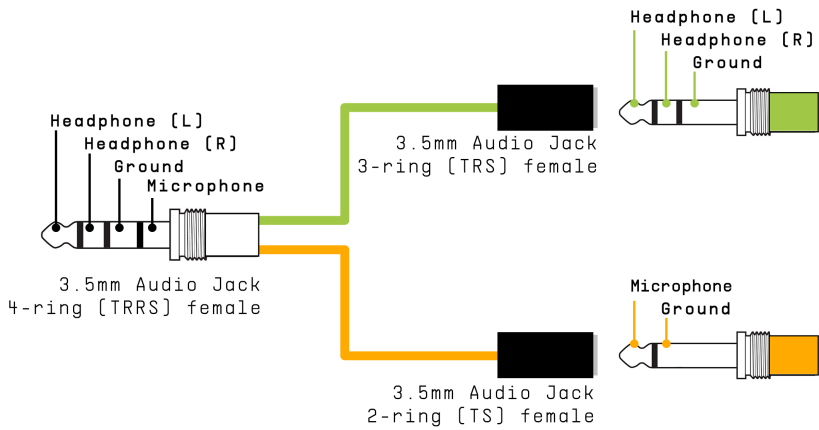 Headphone (L)
Headphone (R)
Ground
Microphone
3.5mm Audio Jack
4-ring (TRRS) female
3.5mm Audio Jack
3-ring (TRS) female
Headphone (L)
Headphone (R)
Ground
3.5mm Audio Jack
2-ring (TS) female
Microphone
Ground